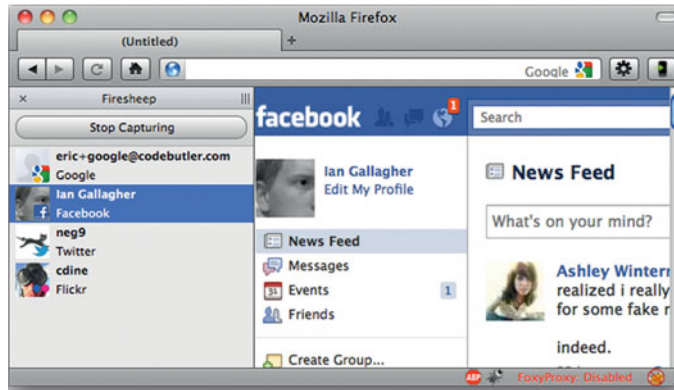 Mozilla Firefox
(Untitled)
+
Google
× Firesheep
Stop Capturing
eric+google@codebutler.com
Google
Ian Gallagher
Facebook
neg9
Twitter
cdine
Flickr
facebook 1
Search
Ian Gallagher
Edit My Profile
News Feed
Messages
31 Events 1
Friends
Create Group...
News Feed
What's on your mind?
Ashley
realized i really
for some fake
indeed.
ABP FoxyProxy: Disabled